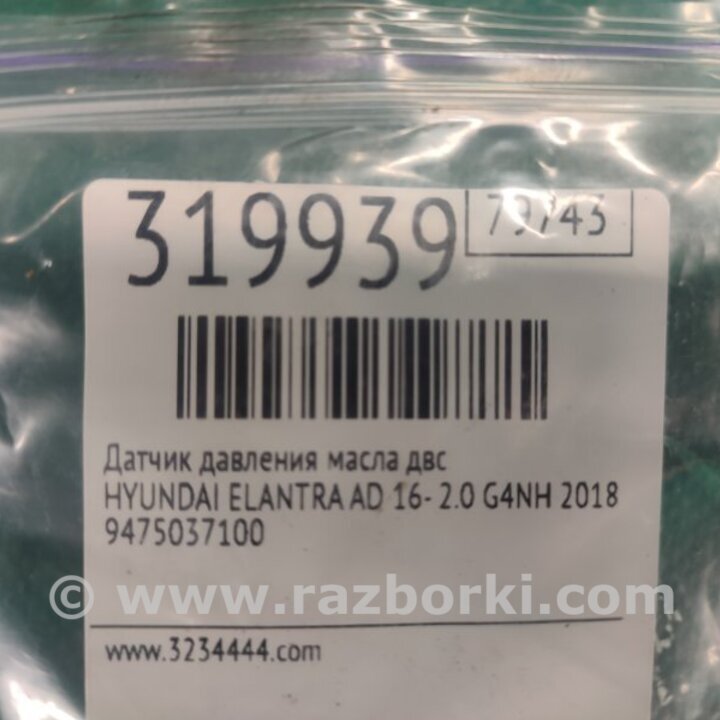 319939
79743
Датчик давления масла двс
HYUNDAI ELANTRA AD 16- 2.0 G4NH 2018
9475037100
© www.razborki.com
www.3234444.com